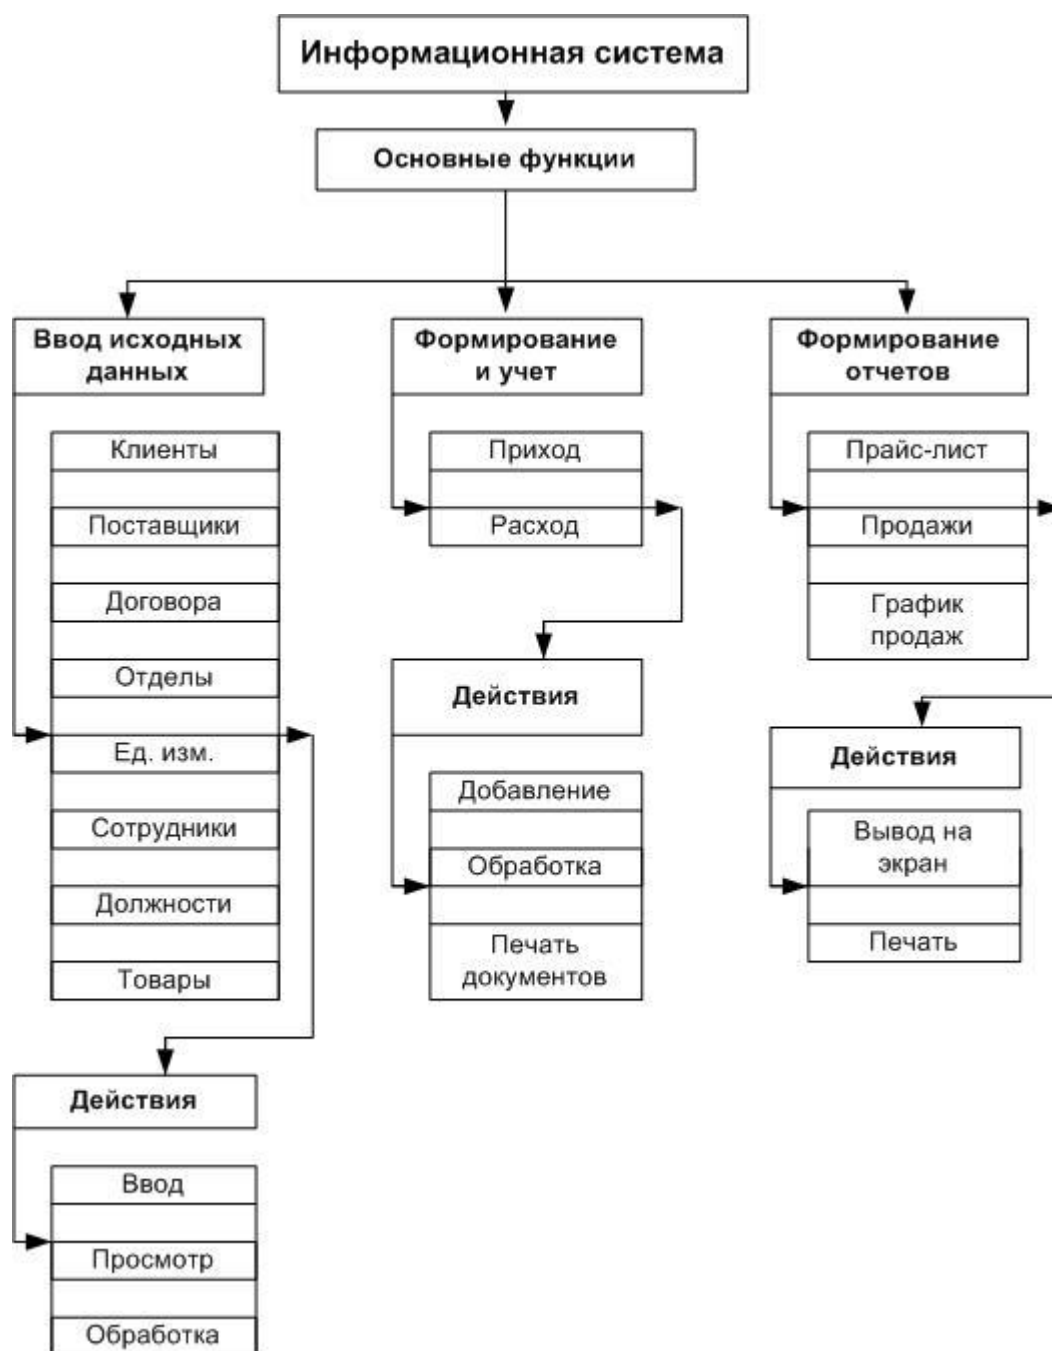 Информационная система
Основные функции
Ввод исходных
данных
Клиенты
Поставщики
Договора
Отделы
Ед. изм.
Сотрудники
Должности
Товары
Действия
Ввод
Просмотр
Обработка
Формирование
и учет
Приход
Расход
Действия
Добавление
Обработка
Печать
документов
Формирование
отчетов
Прайс-лист
Продажи
График
продаж
Действия
Вывод на
экран
Печать